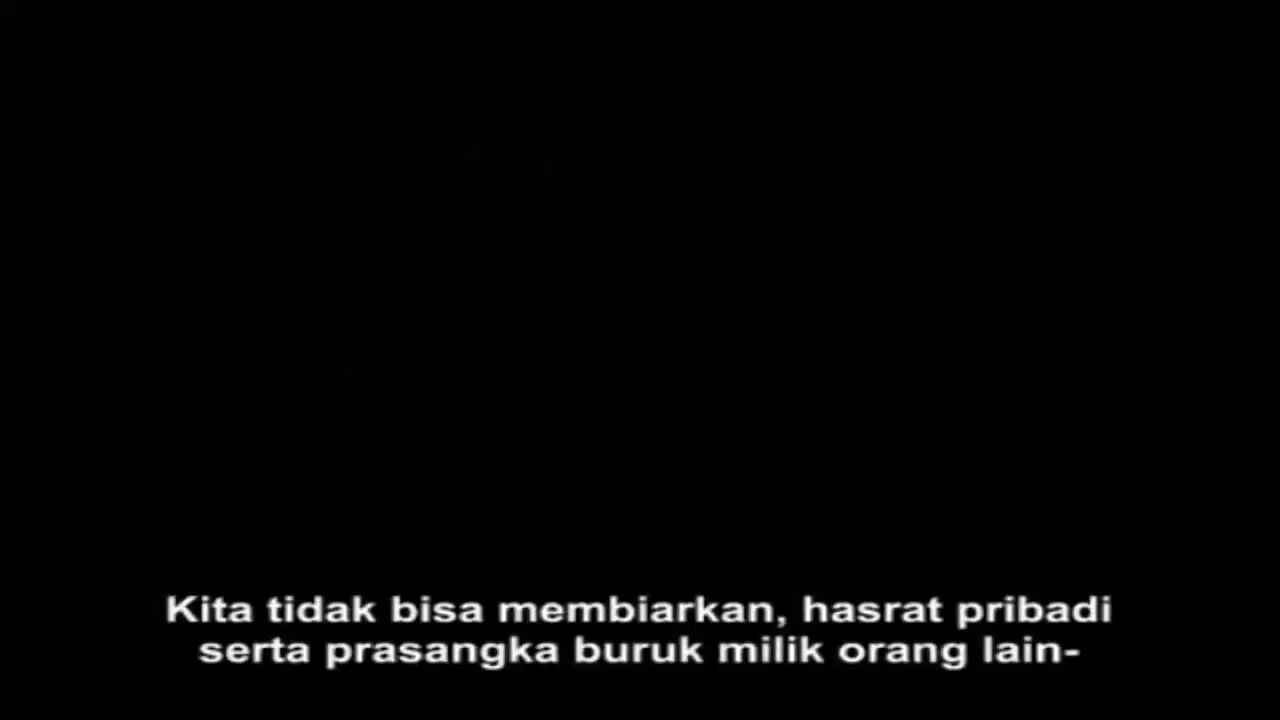 Kita tidak bisa membiarkan, hasrat pribadi
serta prasangka buruk milik orang lain-